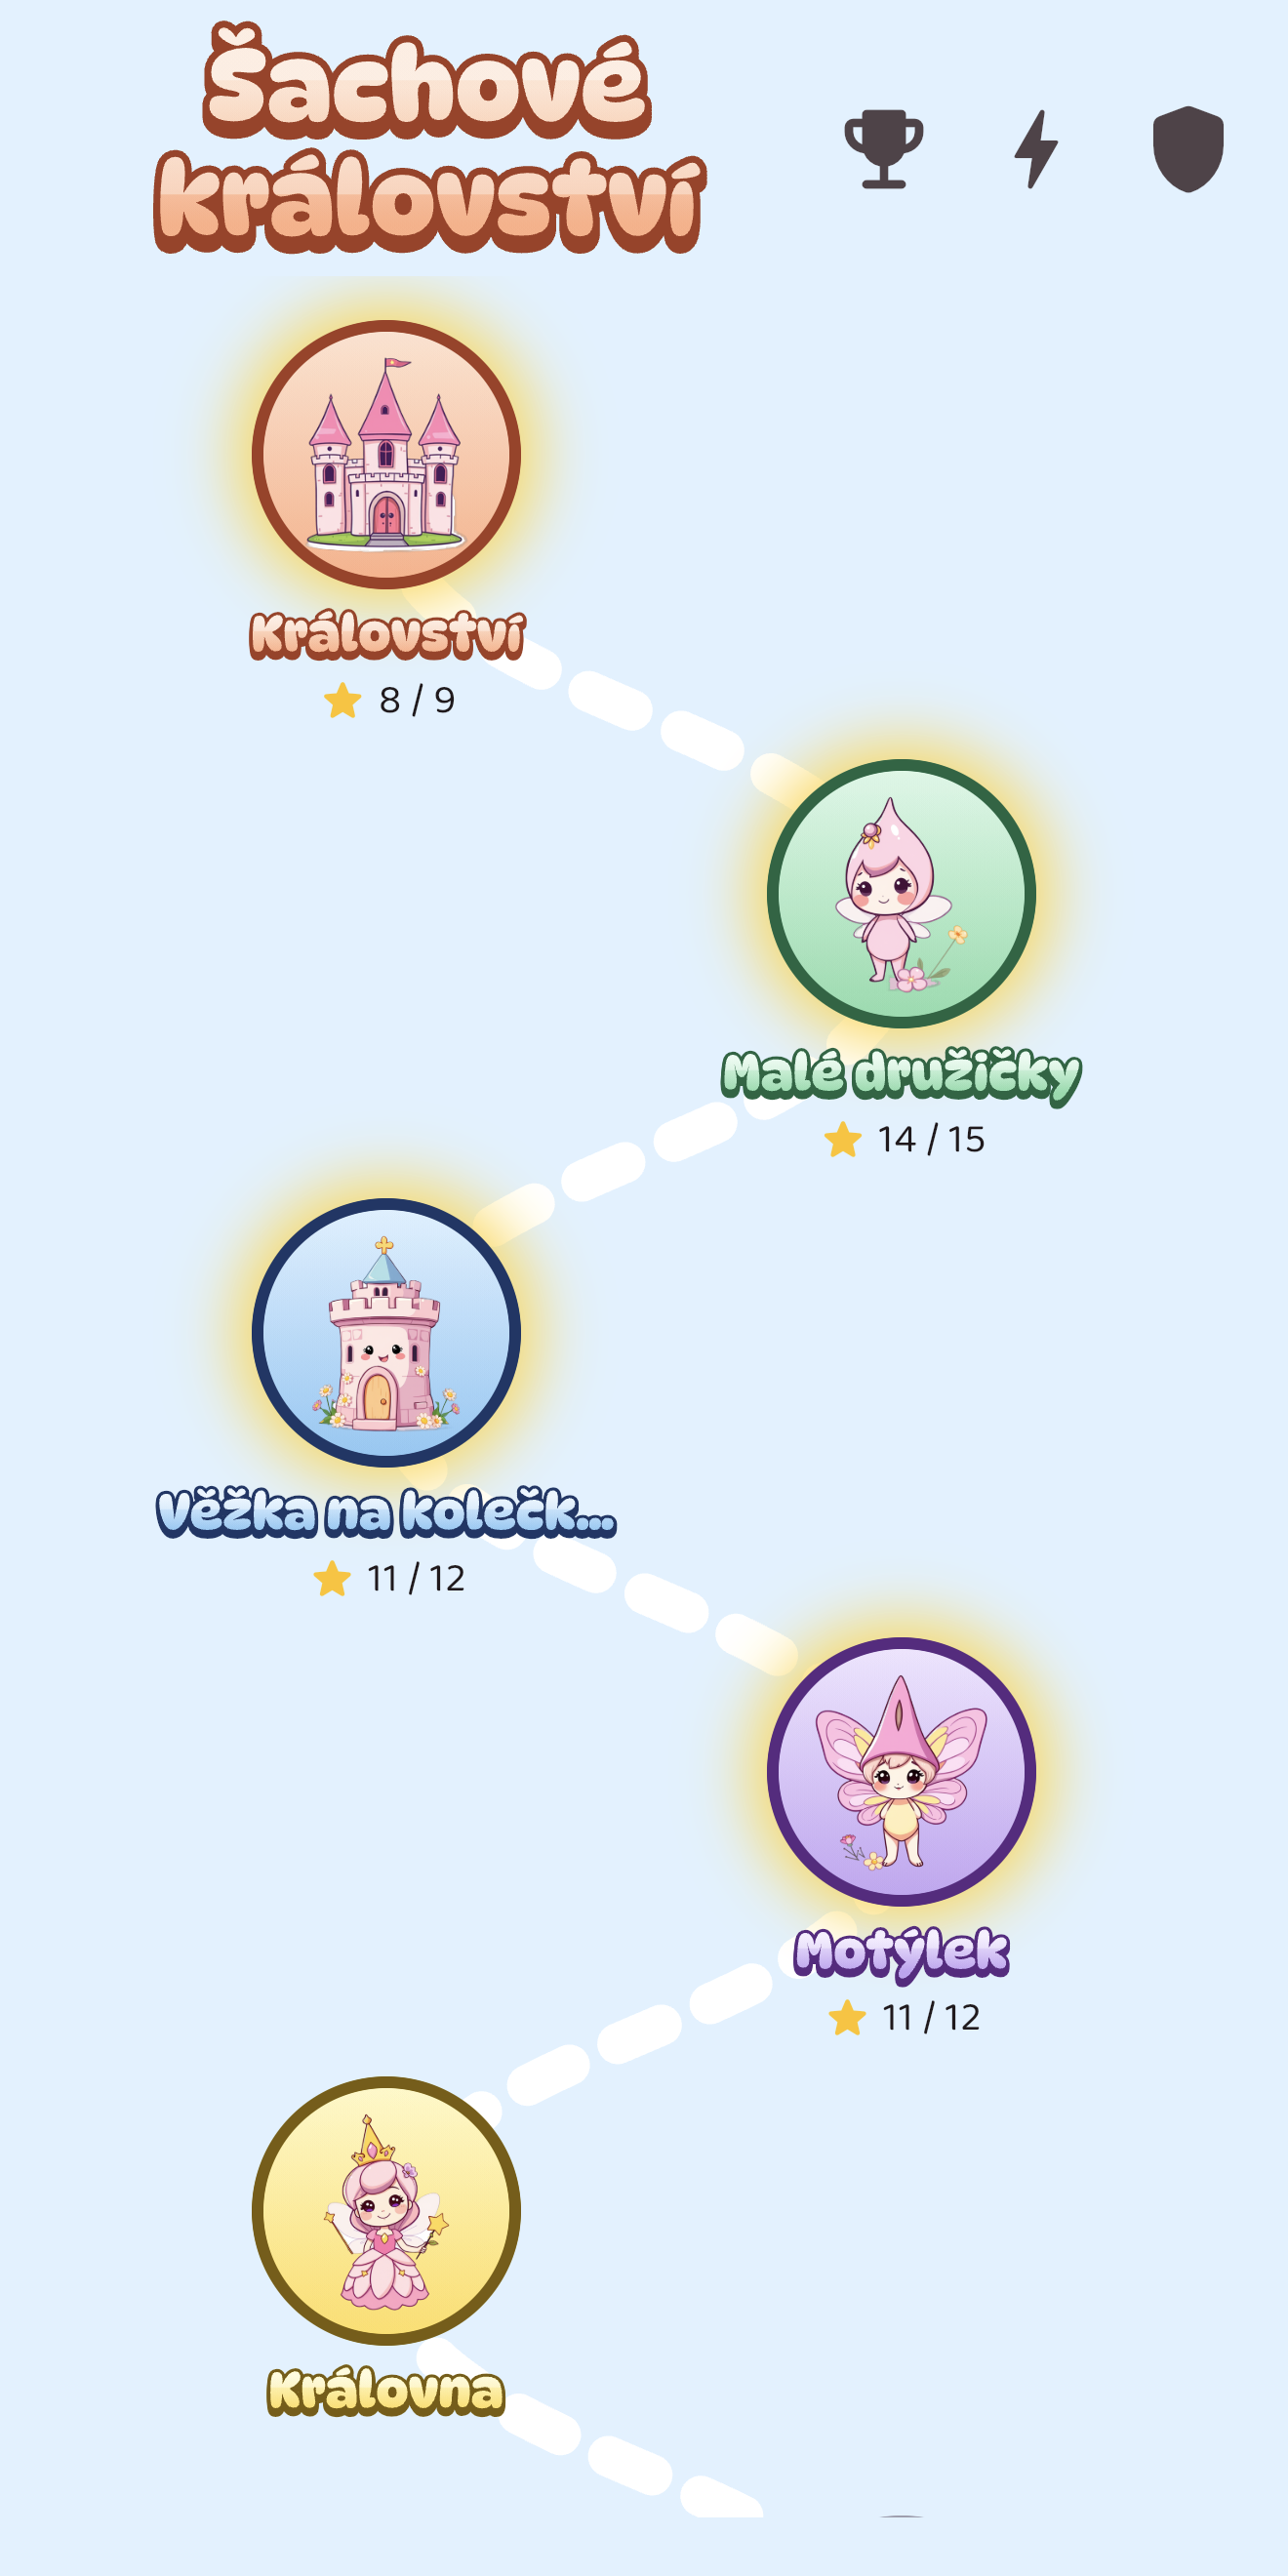 Šachové
království
Království
8 / 9
Malé družičky
14 / 15
Věžka na kolečk...
11 / 12
Motýlek
11 / 12
Královna